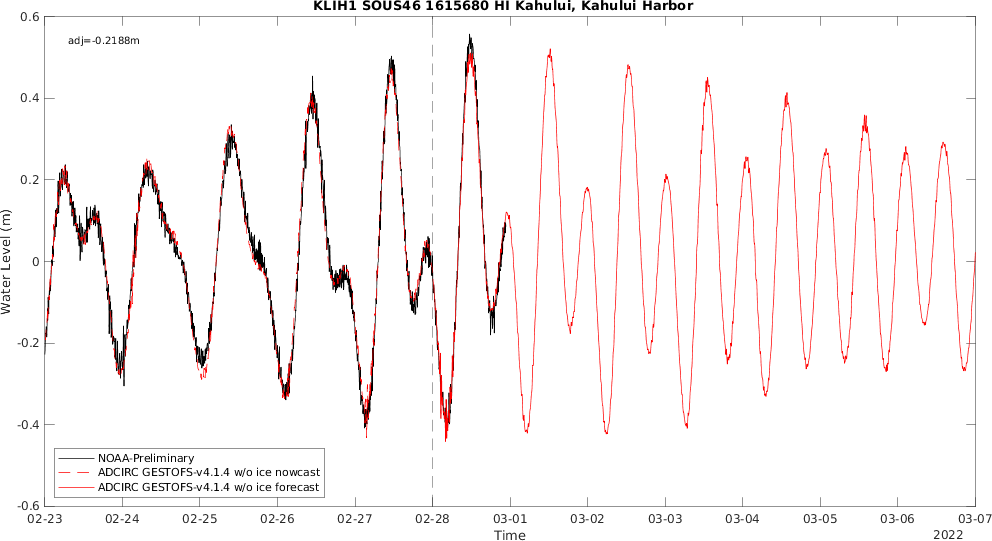 KLIH1 SOUS46 1615680 HI Kahului, Kahului Harbor
adj=-0.2188m
0.6
0.4
0.2
0
-0.2
-0.4
-0.6
Water Level (m)
NOAA-Preliminary
ADCIRC GESTOFS-v4.1.4 w/o ice nowcast
ADCIRC GESTOFS-v4.1.4 w/o ice forecast
02-23 02-24 02-25 02-26 02-27 02-28 03-01 03-02 03-03 03-04 03-05 03-06 03-07
Time
2022